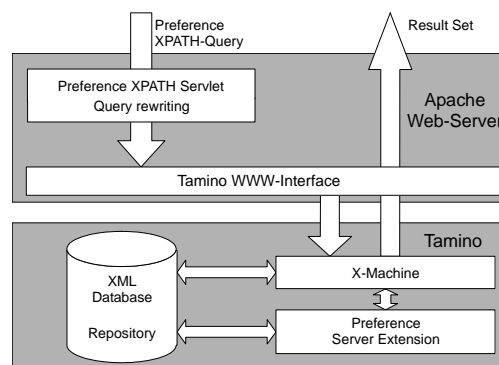 Preference
XPATH-Query
Result Set
Preference XPATH Servlet
Query rewriting
Apache
Web-Server
Tamino WWW-Interface
Tamino
XML
Database
Repository
X-Machine
Preference
Server Extension